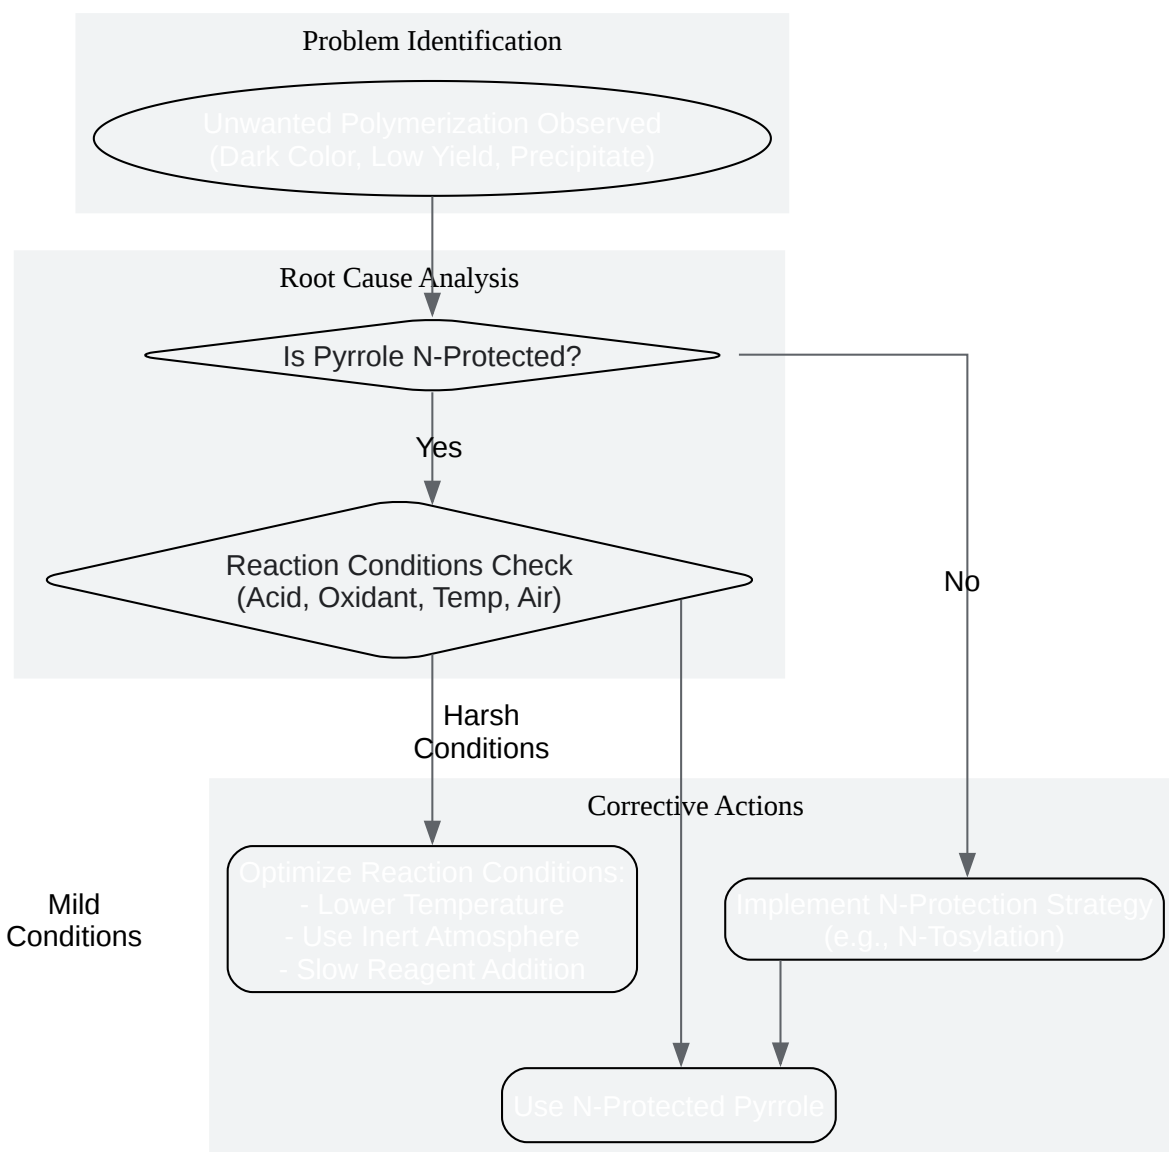 Problem Identification
Unwanted Polymerization Observed
(Dark Color, Low Yield, Precipitate)
Root Cause Analysis
Is Pyrrole N-Protected?
Yes
Reaction Conditions Check
(Acid, Oxidant, Temp, Air)
No
Harsh
Conditions
Corrective Actions
Optimize Reaction Conditions:
- Lower Temperature
- Use Inert Atmosphere
- Slow Reagent Addition
Mild
Conditions
Implement N-Protection Strategy
(e.g., N-Tosylation)
Use N-Protected Pyrrole